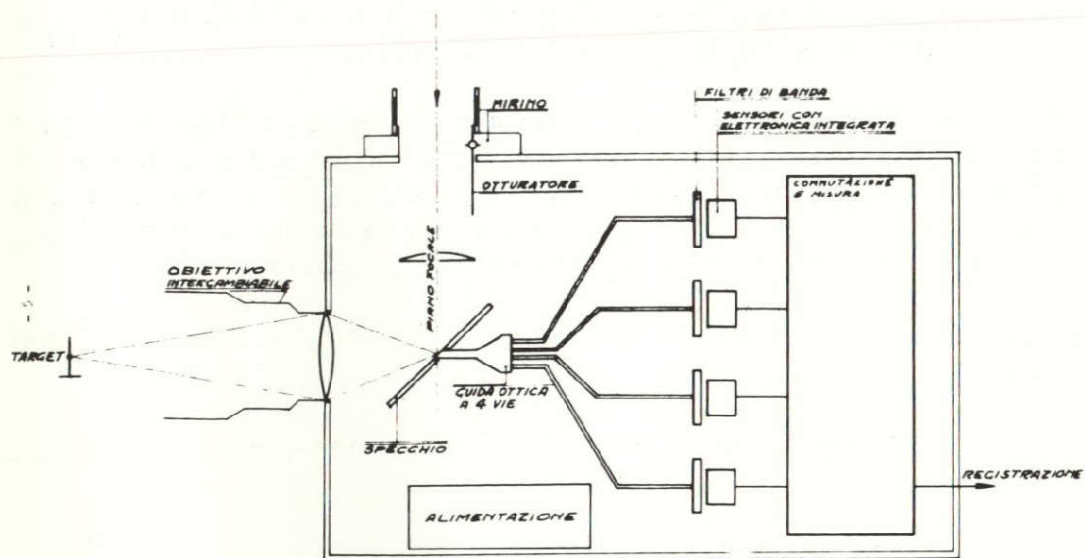 MIRINO
FILTRI DI BANDA
SENSORI CON
ELETTRONICA INTEGRATA
OTTURATORE
COMMUTAZIONE
E MISURA
PIANO FOCALE
OBIETTIVO
INTERCAMBIABILE
- 5 -
TARGET
GUIDA OTTICA
A 4 VIE
SPECCHIO
REGISTRAZIONE
ALIMENTAZIONE